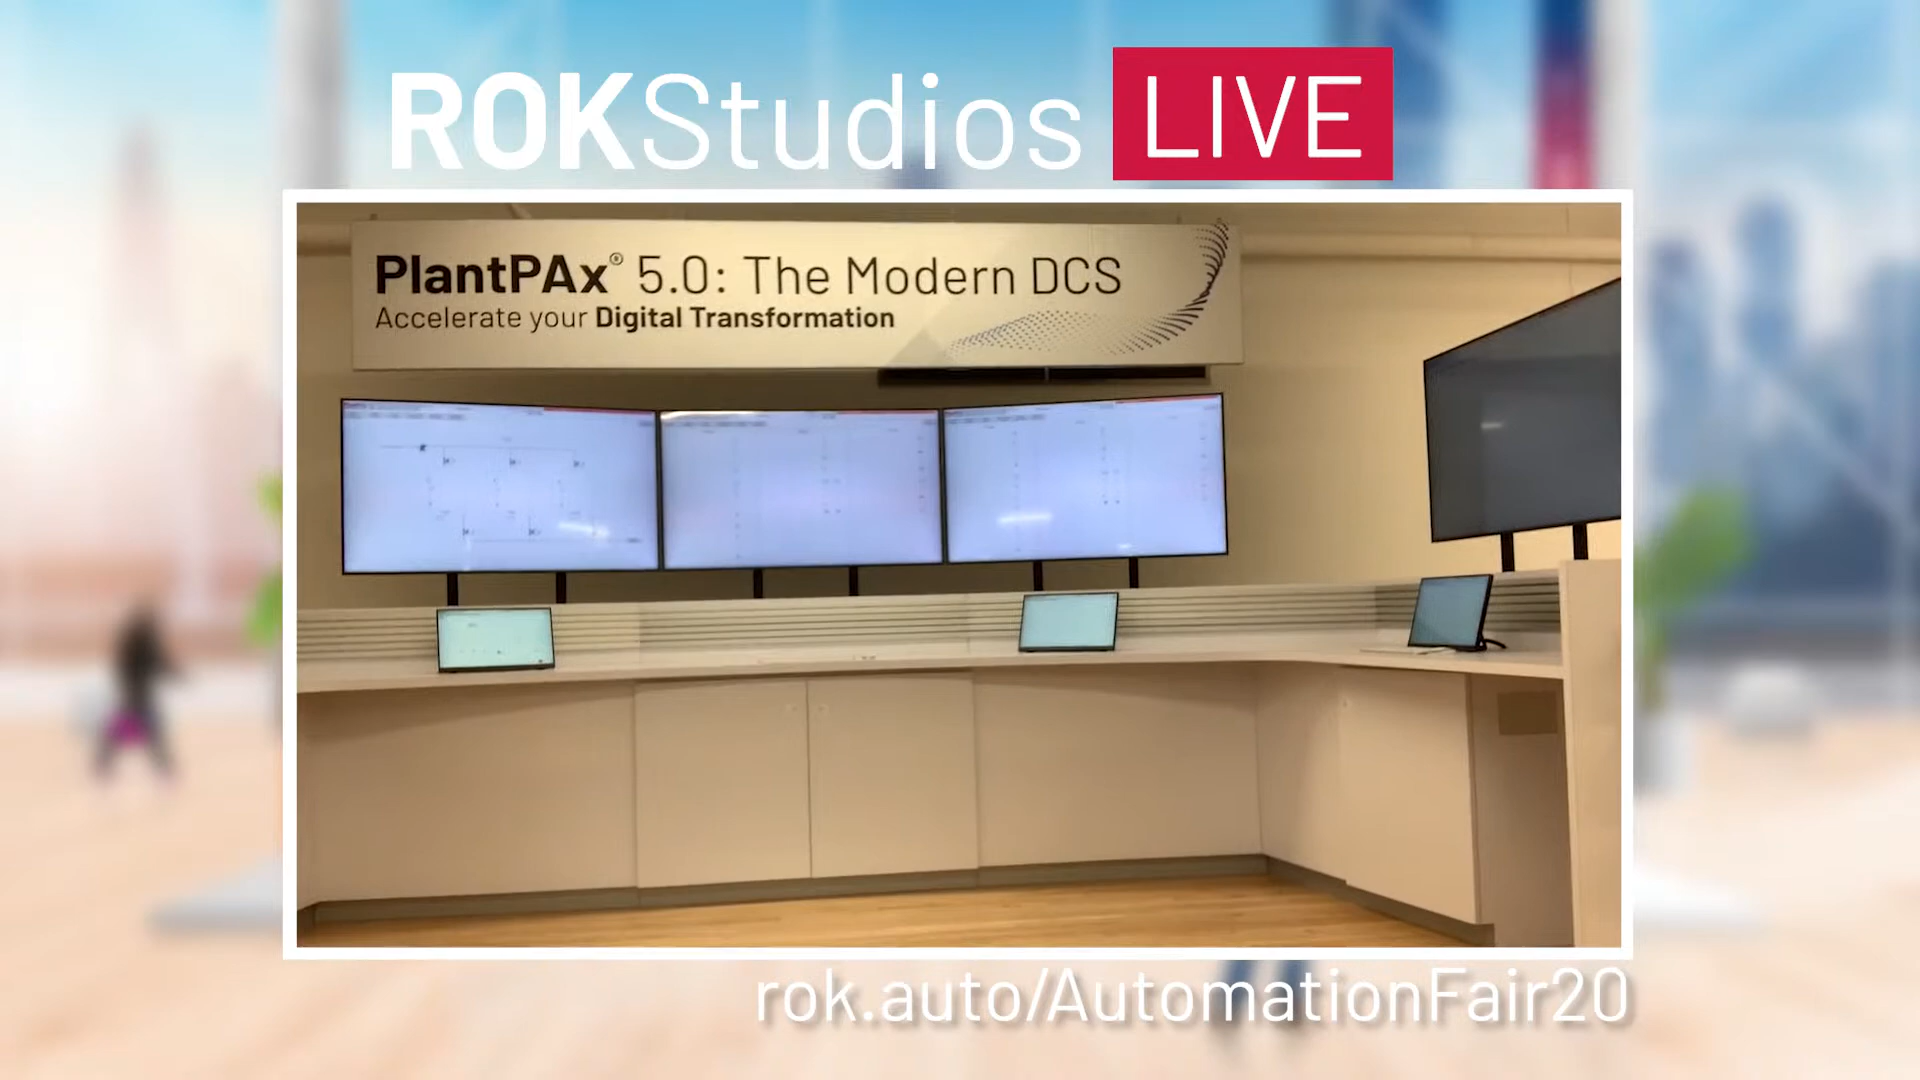 ROKStudios LIVE
PlantPAx® 5.0: The Modern DCS
Accelerate your Digital Transformation
rok.auto/AutomationFair20